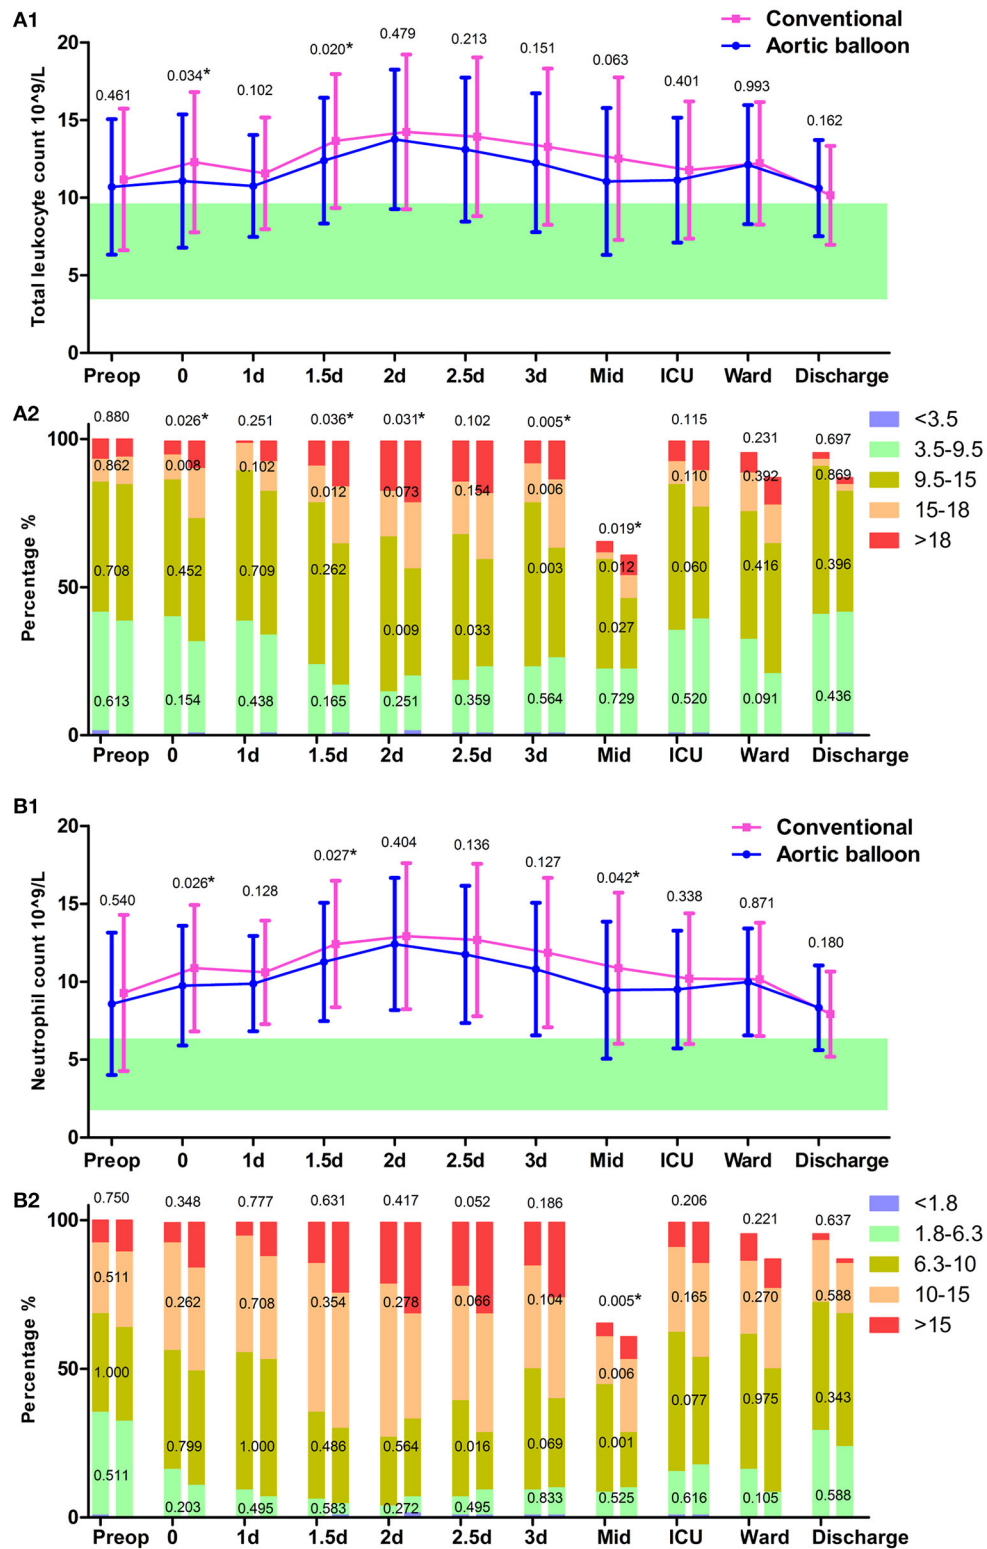 A1
Conventional
Aortic balloon
Total leukocyte count 10^9/L
20
15
10
5
0
0.461
0.034*
0.102
0.020*
0.479
0.213
0.151
0.063
0.401
0.993
0.162
Preop 0 1d 1.5d 2d 2.5d 3d Mid ICU Ward Discharge
A2
<3.5
3.5-9.5
9.5-15
15-18
>18
Percentage %
100
50
0
0.880 0.026* 0.251 0.036* 0.031* 0.102 0.005* 0.019* 0.115 0.231 0.697
0.862 0.008 0.102 0.012 0.073 0.154 0.006 0.012 0.110 0.392 0.869
0.708 0.452 0.709 0.262 0.009 0.033 0.003 0.027 0.060 0.416 0.396
0.613 0.154 0.438 0.165 0.251 0.359 0.564 0.729 0.520 0.091 0.436
Preop 0 1d 1.5d 2d 2.5d 3d Mid ICU Ward Discharge
B1
Conventional
Aortic balloon
Neutrophil count 10^9/L
20
15
10
5
0
0.540
0.026*
0.128
0.027*
0.404
0.136
0.127
0.042*
0.338
0.871
0.180
Preop 0 1d 1.5d 2d 2.5d 3d Mid ICU Ward Discharge
B2
<1.8
1.8-6.3
6.3-10
10-15
>15
Percentage %
100
50
0
0.750 0.348 0.777 0.631 0.417 0.052 0.186 0.005* 0.206 0.221 0.637
0.511 0.262 0.708 0.354 0.278 0.066 0.104 0.006 0.165 0.270 0.588
1.000 0.799 1.000 0.486 0.564 0.016 0.069 0.001 0.077 0.975 0.343
0.511 0.203 0.495 0.583 0.272 0.495 0.833 0.525 0.616 0.105 0.588
Preop 0 1d 1.5d 2d 2.5d 3d Mid ICU Ward Discharge